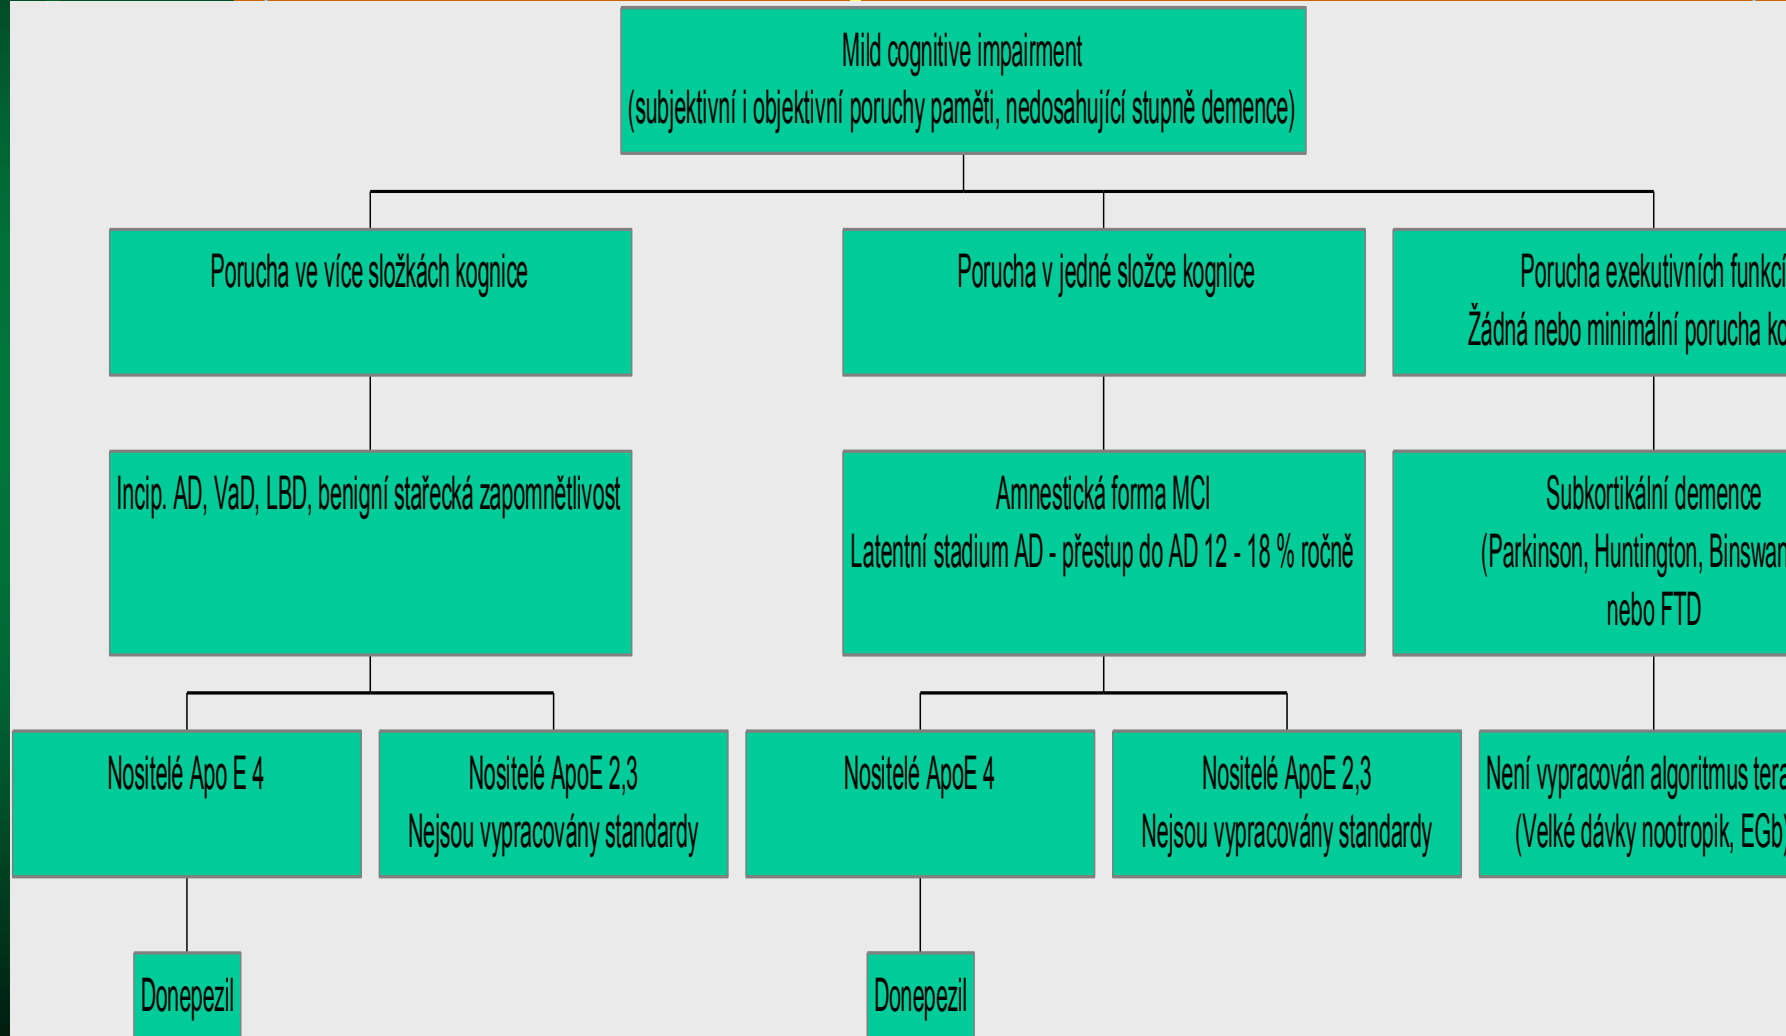 Mild cognitive impairment
(subjektivní i objektivní poruchy paměti, nedosahující stupně demence)
Porucha ve více složkách kognice
Porucha v jedné složce kognice
Porucha exekutivních funkcí
Žádná nebo minimální porucha
Incip. AD, VaD, LBD, benigní stařecká zapomnětlivost
Amnestická forma MCI
Latentní stadium AD - přestup do AD 12 - 18 % ročně
Subkortikální demence
(Parkinson, Huntington,
nebo FTD
Nositelé Apo E 4
Nositelé ApoE 2,3
Nejsou vypracovány standardy
Nositelé ApoE 4
Nositelé ApoE 2,3
Nejsou vypracovány standardy
Není vypracován algoritmus
(Velké dávky nootropik, EGb)
Donepezil
Donepezil